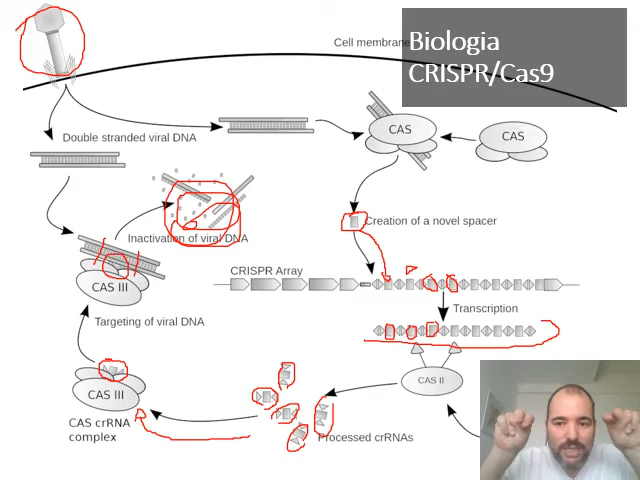 Biologia
CRISPR/Cas9
Cell membrane
Double stranded viral DNA
CAS
CAS
Inactivation of viral DNA
Creation of a novel spacer
CRISPR Array
CAS III
Transcription
Targeting of viral DNA
CAS II
CAS III
CAS crRNA
complex
Processed crRNAs